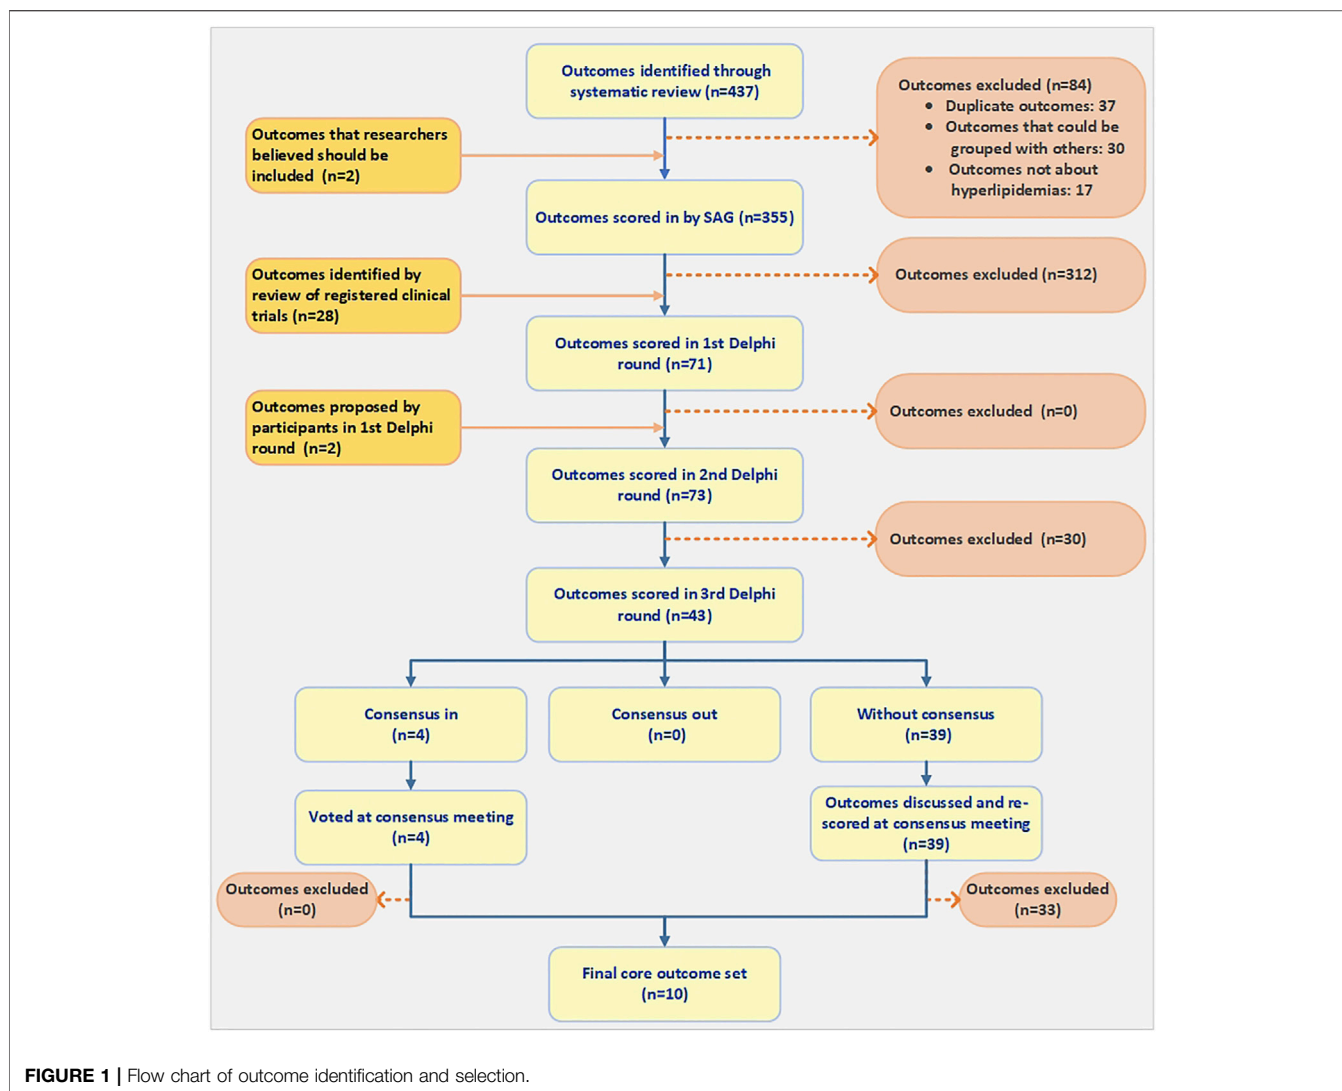 Outcomes identified through
systematic review (n=437)
Outcomes excluded (n=84)
• Duplicate outcomes: 37
• Outcomes that could be
grouped with others: 30
• Outcomes not about
hyperlipidemias: 17
Outcomes that researchers
believed should be
included (n=2)
Outcomes scored in by SAG (n=355)
Outcomes excluded (n=312)
Outcomes identified by
review of registered clinical
trials (n=28)
Outcomes scored in 1st Delphi
round (n=71)
Outcomes excluded (n=0)
Outcomes proposed by
participants in 1st Delphi
round (n=2)
Outcomes scored in 2nd Delphi
round (n=73)
Outcomes excluded (n=30)
Outcomes scored in 3rd Delphi
round (n=43)
Consensus in
(n=4)
Consensus out
(n=0)
Without consensus
(n=39)
Voted at consensus meeting
(n=4)
Outcomes discussed and re-
scored at consensus meeting
(n=39)
Outcomes excluded
(n=0)
Outcomes excluded
(n=33)
Final core outcome set
(n=10)
FIGURE 1 | Flow chart of outcome identification and selection.